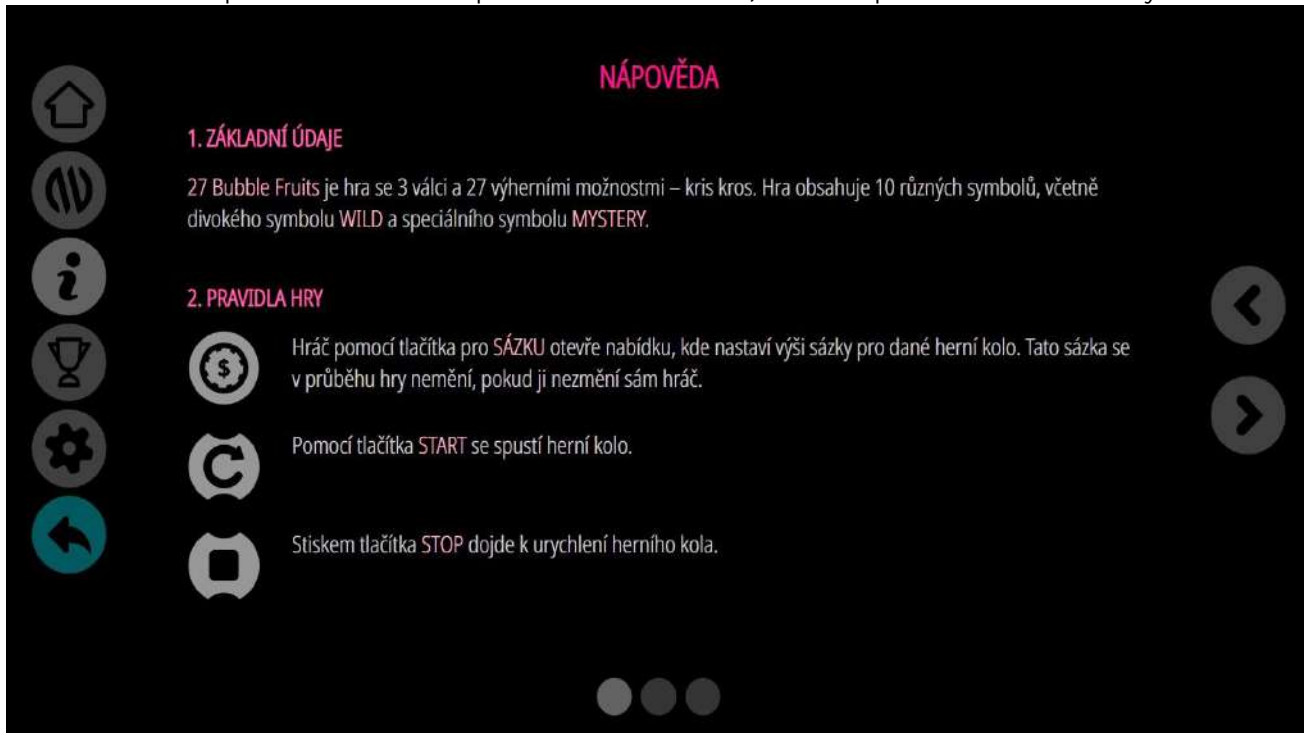 NÁPOVĚDA
1. ZÁKLADNÍ ÚDAJE
27 Bubble Fruits je hra se 3 válci a 27 výherními možnostmi – kris kros. Hra obsahuje 10 různých symbolů, včetně
divokého symbolu WILD a speciálního symbolu MYSTERY.
2. PRAVIDLA HRY
Hráč pomocí tlačítka pro SÁZKU otevře nabídku, kde nastaví výši sázky pro dané herní kolo. Tato sázka se
v průběhu hry nemění, pokud ji nezmění sám hráč.
Pomocí tlačítka START se spustí herní kolo.
Stiskem tlačítka STOP dojde k urychlení herního kola.